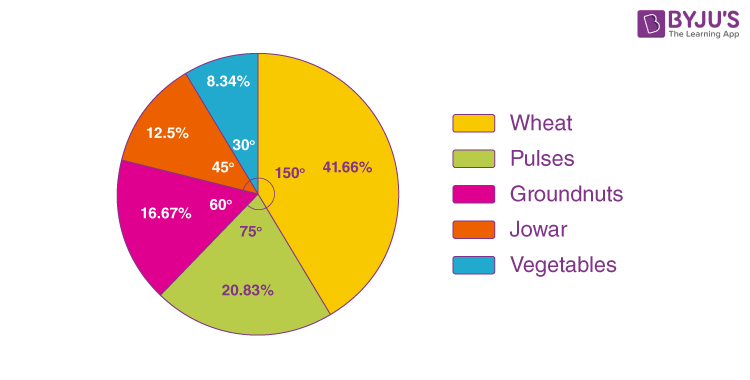 BYJU'S
The Learning App
8.34%
12.5%
30°
45°
150° 41.66%
Wheat
Pulses
Groundnuts
Jowar
Vegetables
16.67% 60°
75°
20.83%